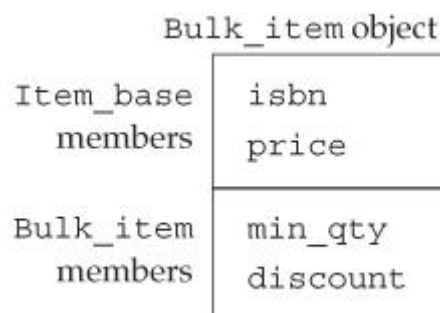 Bulk_item object
Item_base members
isbn
price
Bulk_item members
min_qty
discount